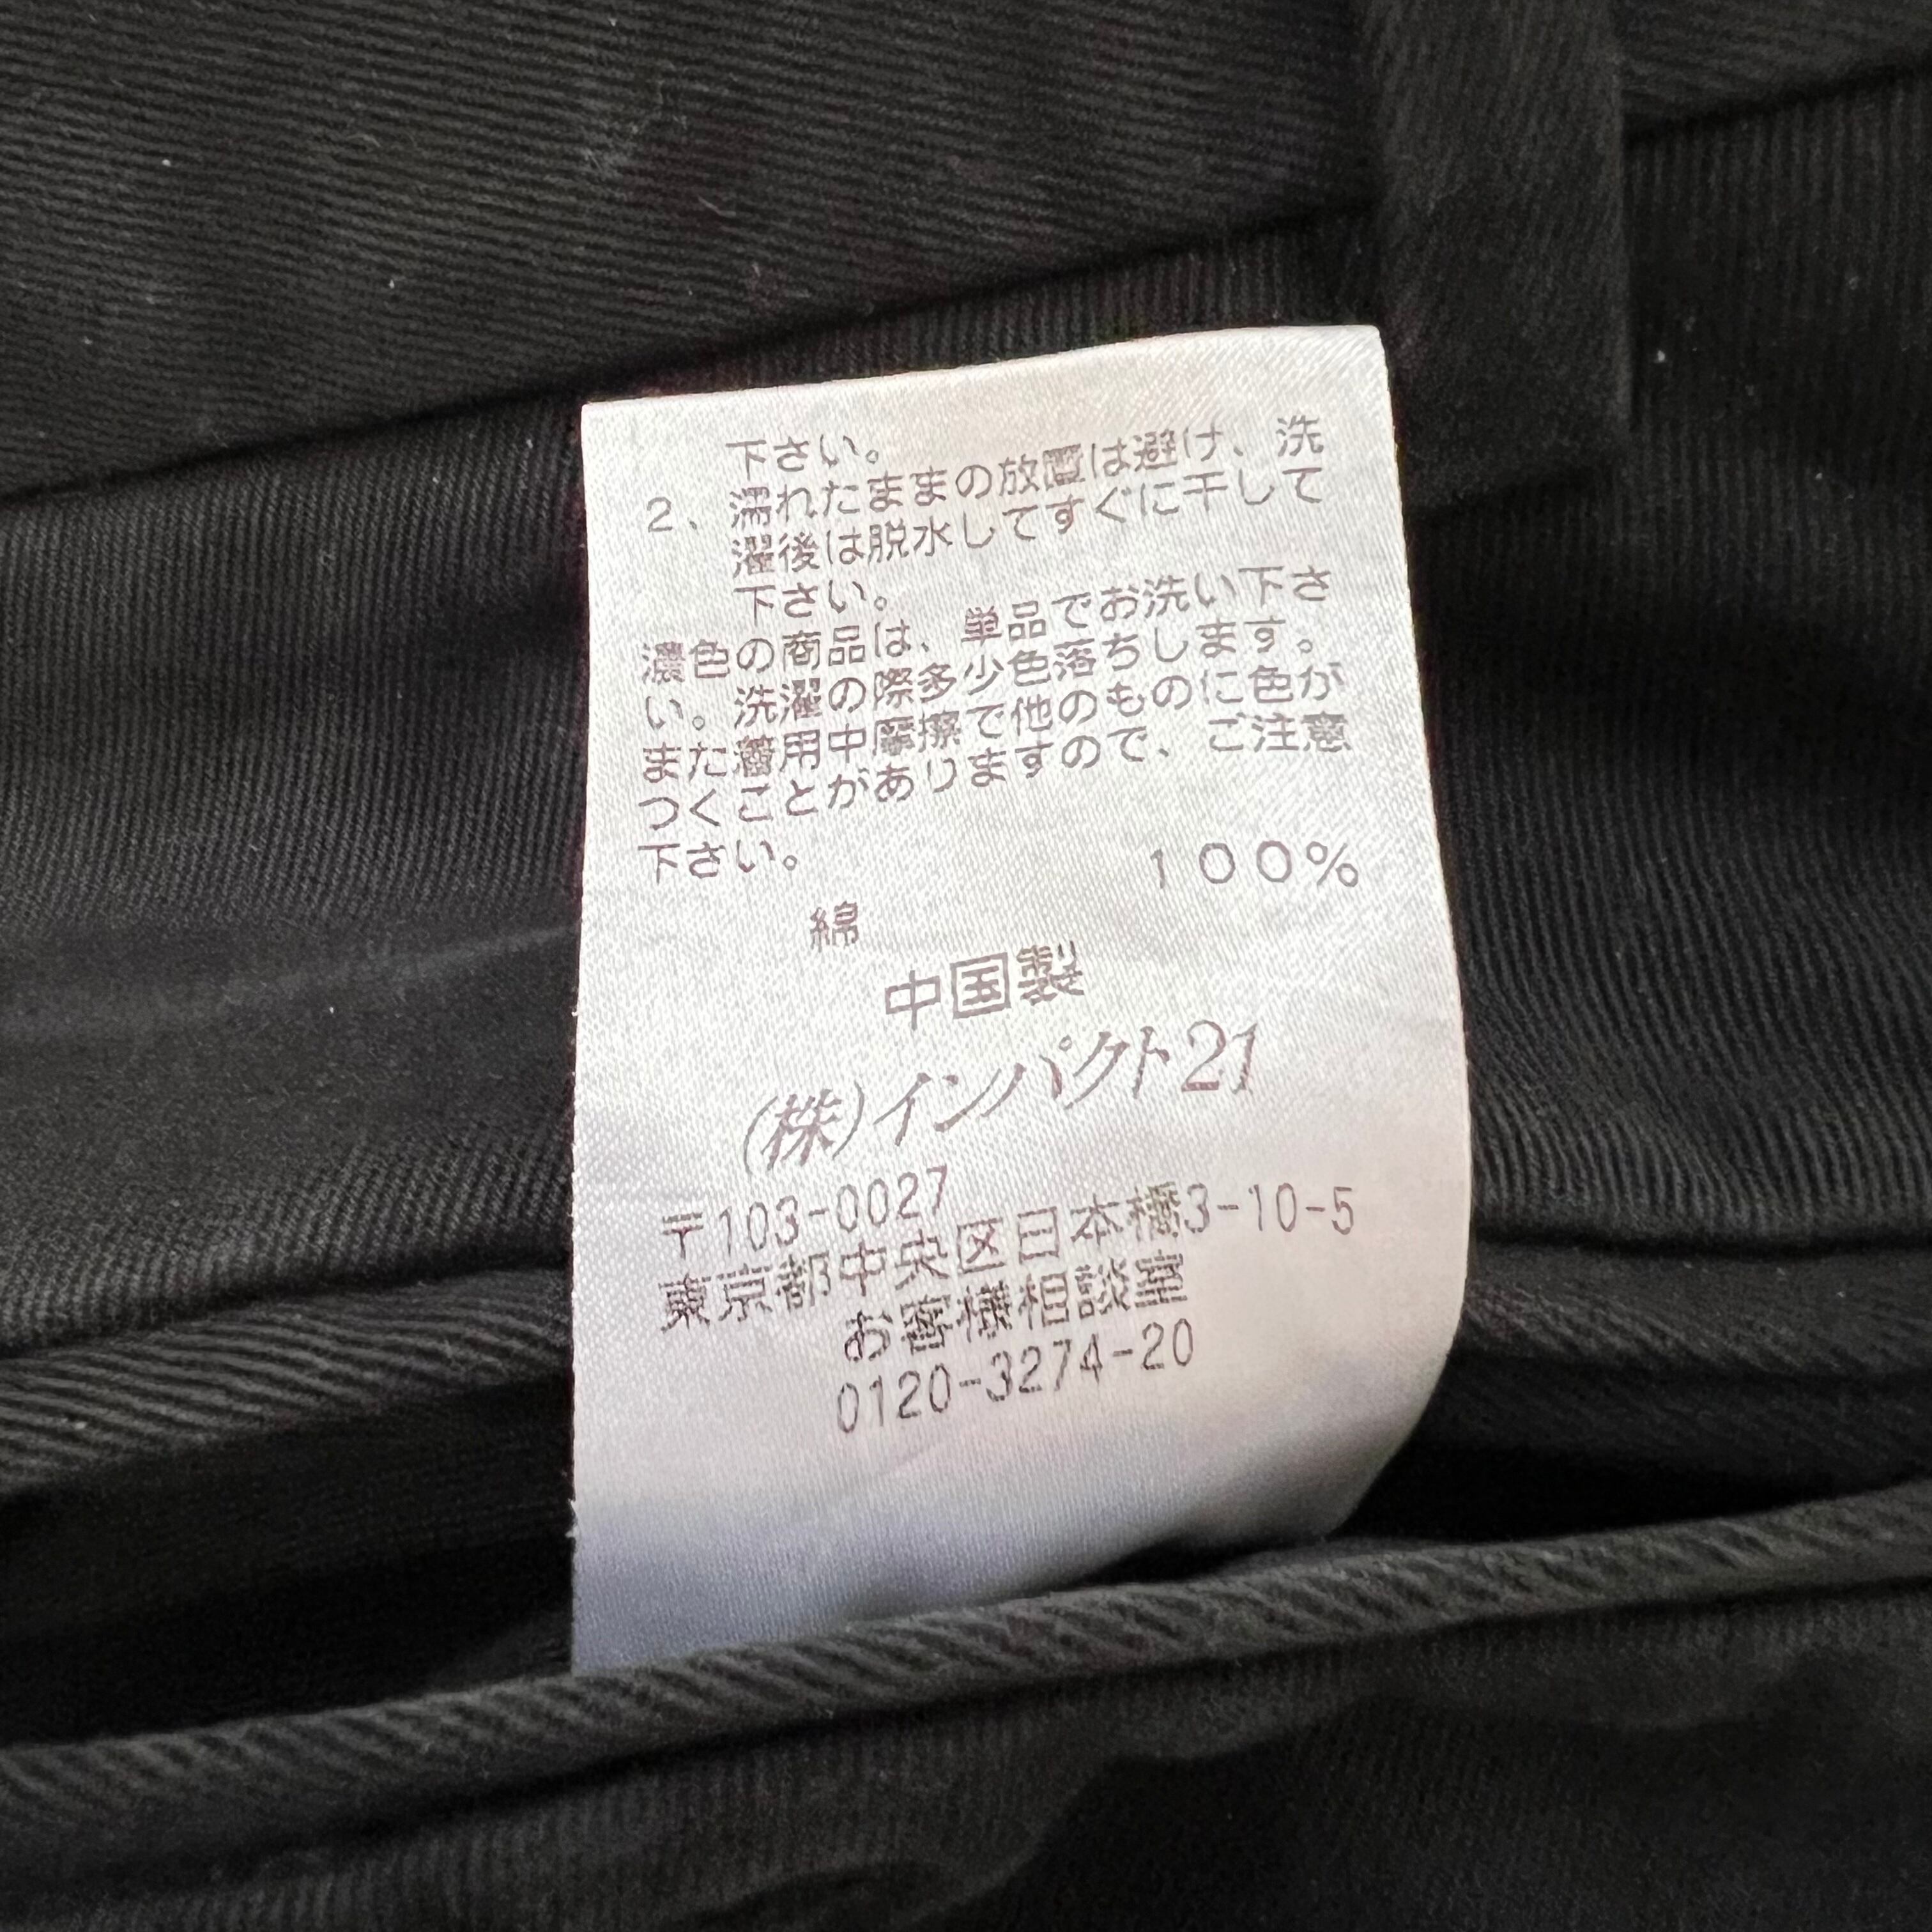 下さい。
2、濡れたままの放置は避け、洗
濯後は脱水してすぐに干して
下さい。
濃色の商品は、単品でお洗い下さ
い。洗濯の際多少色落ちします。
また着用中摩擦で他のものに色が
つくことがありますので、ご注意
下さい。
綿 100%
中国製
(株)インパクト21
〒103-0027
東京都中央区日本橋3-10-5
お客様相談室
0120-3274-20